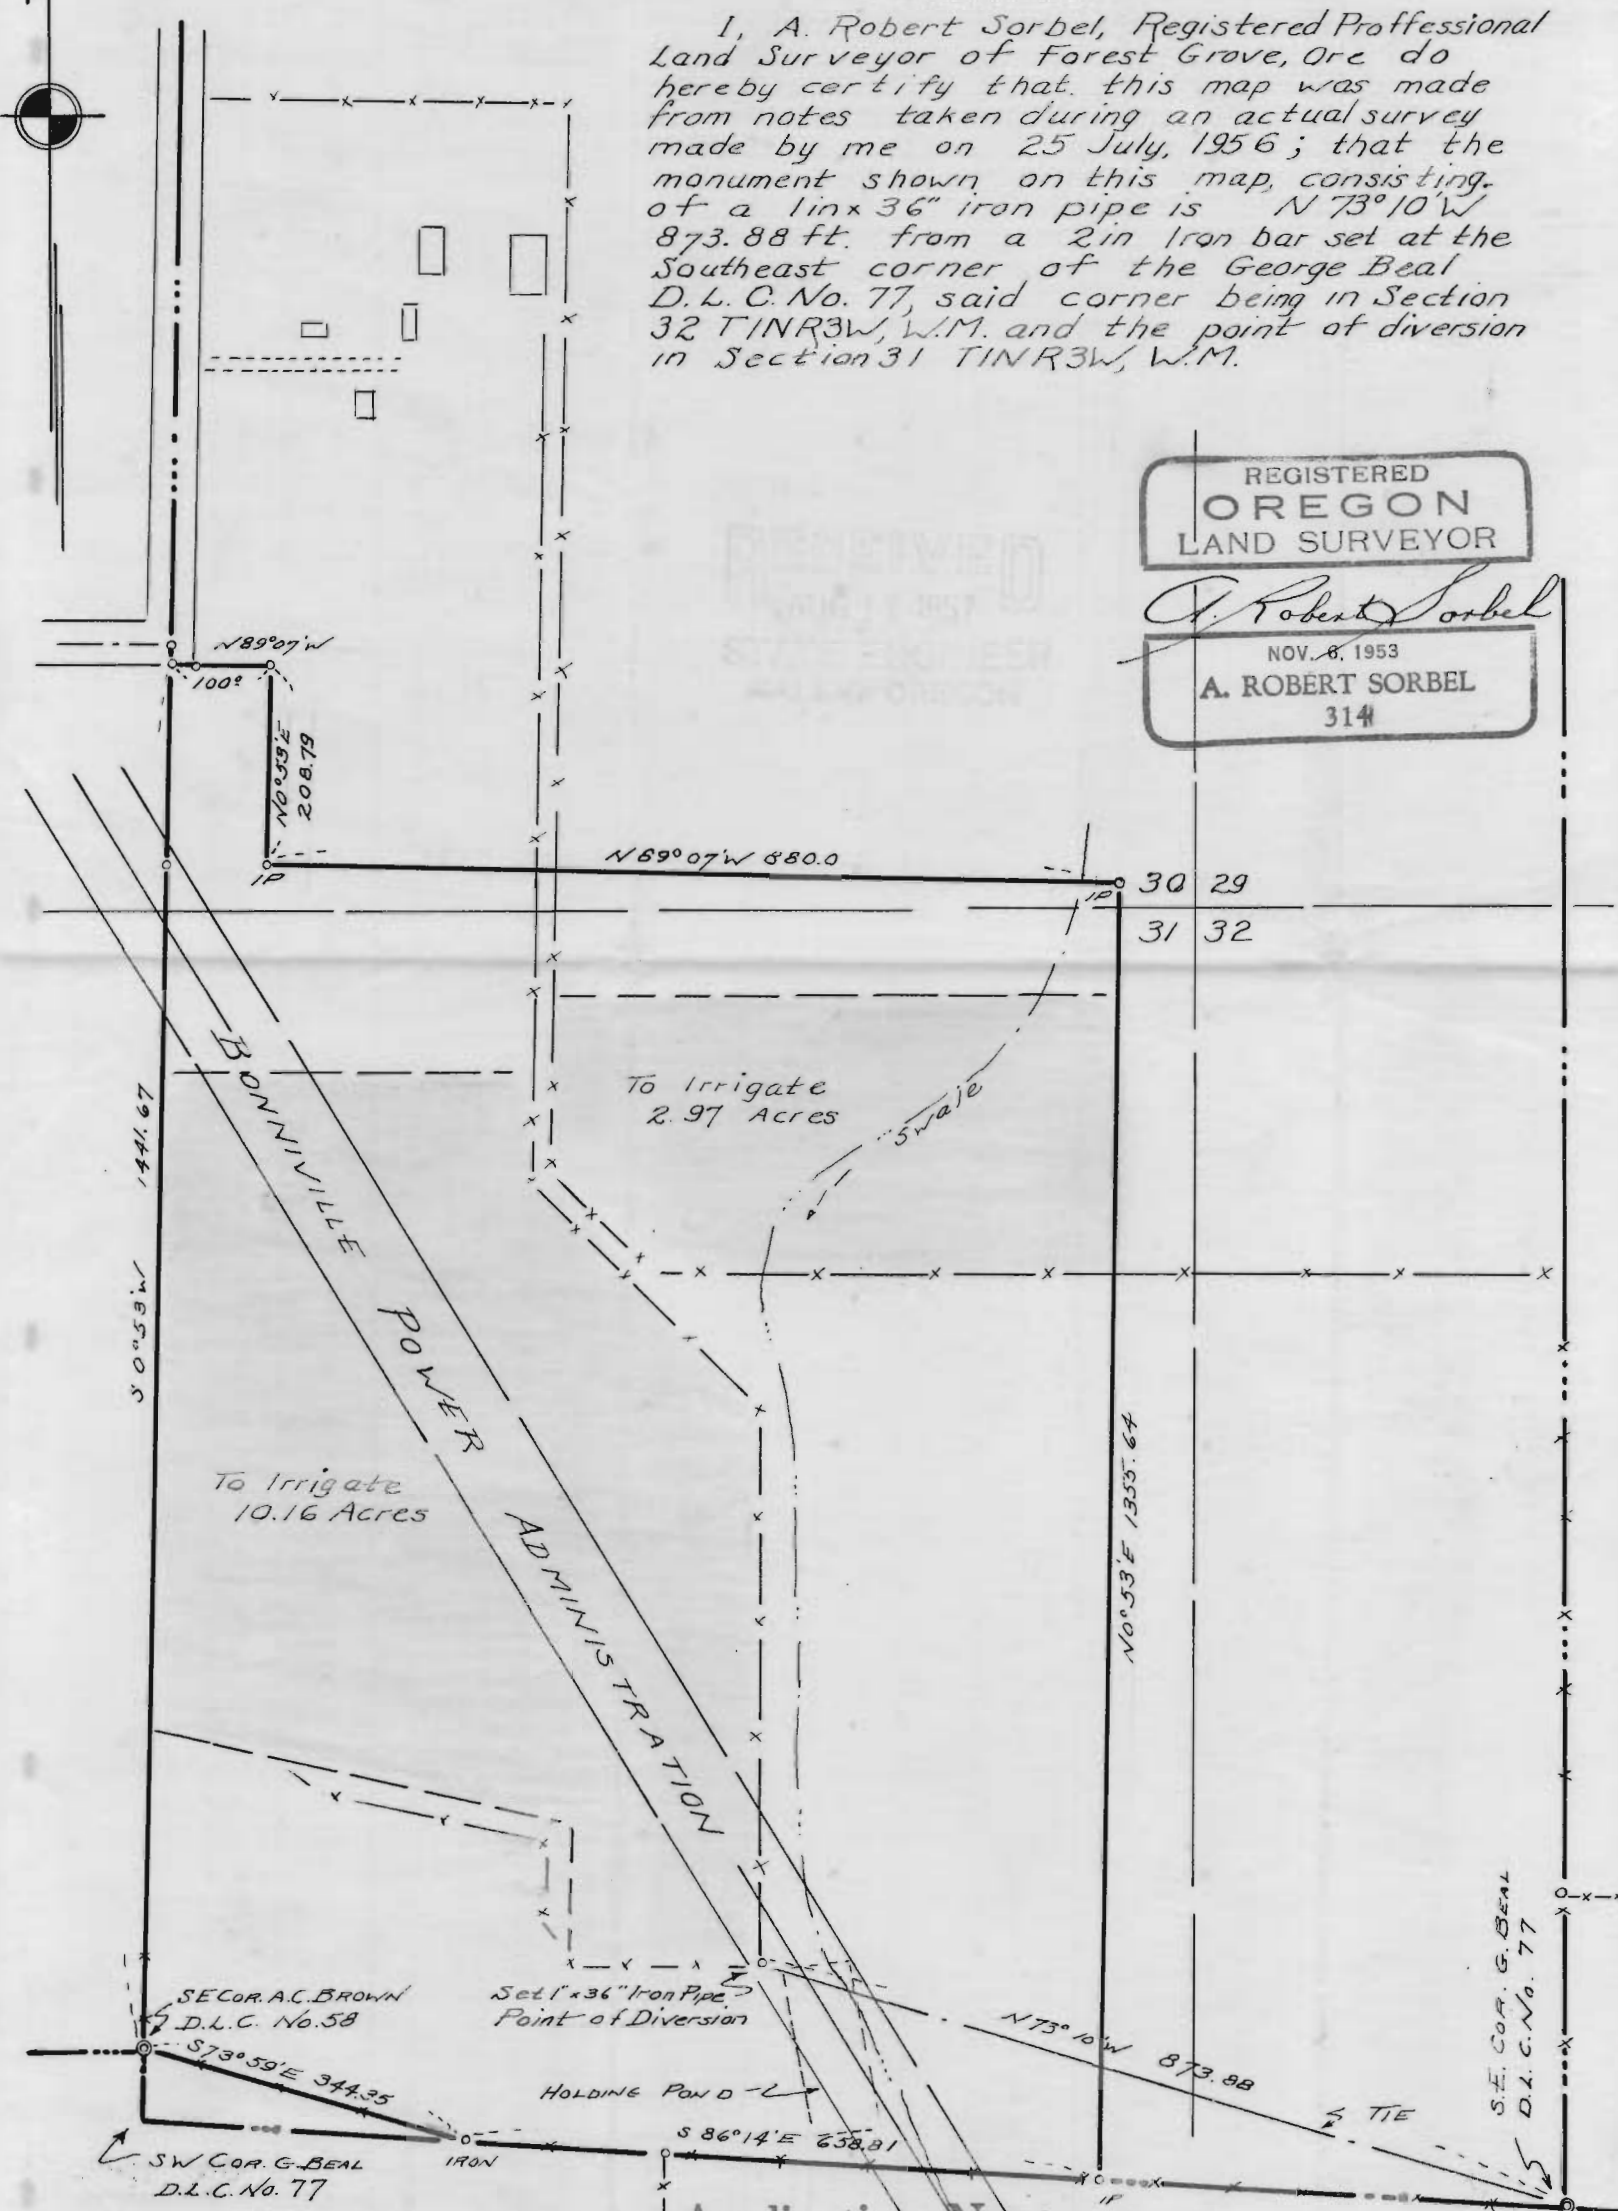 I, A. Robert Sorbel, Registered Proffessional
Land Surveyor of Forest Grove, Ore do
hereby certify that this map was made
from notes taken during an actual survey
made by me on 25 July, 1956; that the
monument shown on this map, consisting
of a 1in x 36" iron pipe is N 73°10'W
873.88 ft. from a 2in Iron bar set at the
Southeast corner of the George Beal
D.L.C. No. 77, said corner being in Section
32 T1NR3W, W.M. and the point of diversion
in Section 31 T1NR3W, W.M.
REGISTERED
OREGON
LAND SURVEYOR
A. Robert Sorbel
NOV. 6, 1953
A. ROBERT SORBEL
314
N89°07'W
100⁰
N0°53'E
208.79
IP
N89°07'W 880.0
IP
30 29
31 32
BONNIVILLE POWER ADMINISTRATION
To Irrigate
2.97 Acres
Swale
S0°53'W 1441.67
To Irrigate
10.16 Acres
N0°53'E 1355.64
SE COR. A.C. BROWN
D.L.C. No. 58
Set 1" x 36" Iron Pipe
Point of Diversion
S73°59'E 344.35
HOLDING POND
N73°10'W 873.88
TIE
S.E. COR. G. BEAL
D.L.C. No. 77
S 86°14'E 658.81
SW COR. G. BEAL
D.L.C. No. 77
IRON
IP